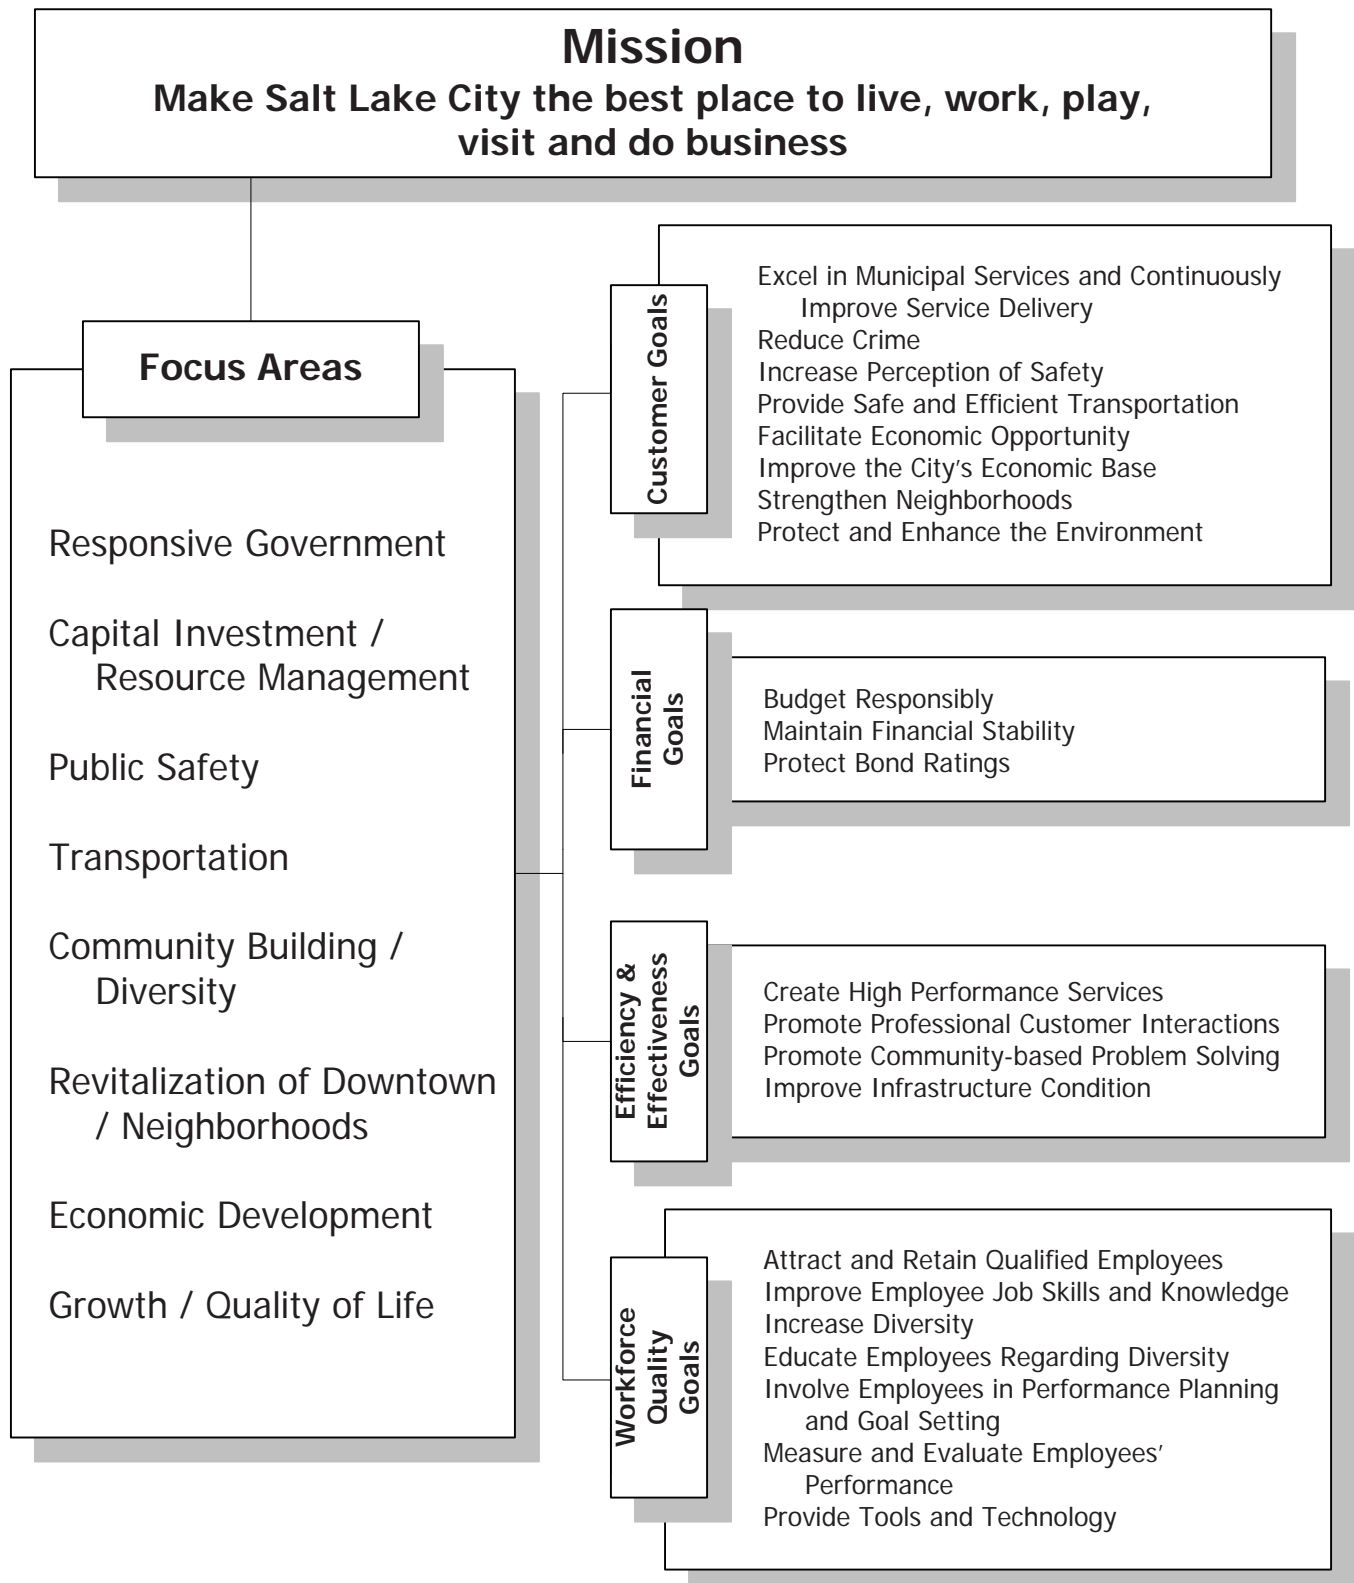 Mission
Make Salt Lake City the best place to live, work, play,
visit and do business
Focus Areas
Responsive Government
Capital Investment /
Resource Management
Public Safety
Transportation
Community Building /
Diversity
Revitalization of Downtown
/ Neighborhoods
Economic Development
Growth / Quality of Life
Customer Goals
Excel in Municipal Services and Continuously
Improve Service Delivery
Reduce Crime
Increase Perception of Safety
Provide Safe and Efficient Transportation
Facilitate Economic Opportunity
Improve the City's Economic Base
Strengthen Neighborhoods
Protect and Enhance the Environment
Financial
Goals
Budget Responsibly
Maintain Financial Stability
Protect Bond Ratings
Efficiency &
Effectiveness
Goals
Create High Performance Services
Promote Professional Customer Interactions
Promote Community-based Problem Solving
Improve Infrastructure Condition
Workforce
Quality
Goals
Attract and Retain Qualified Employees
Improve Employee Job Skills and Knowledge
Increase Diversity
Educate Employees Regarding Diversity
Involve Employees in Performance Planning
and Goal Setting
Measure and Evaluate Employees'
Performance
Provide Tools and Technology